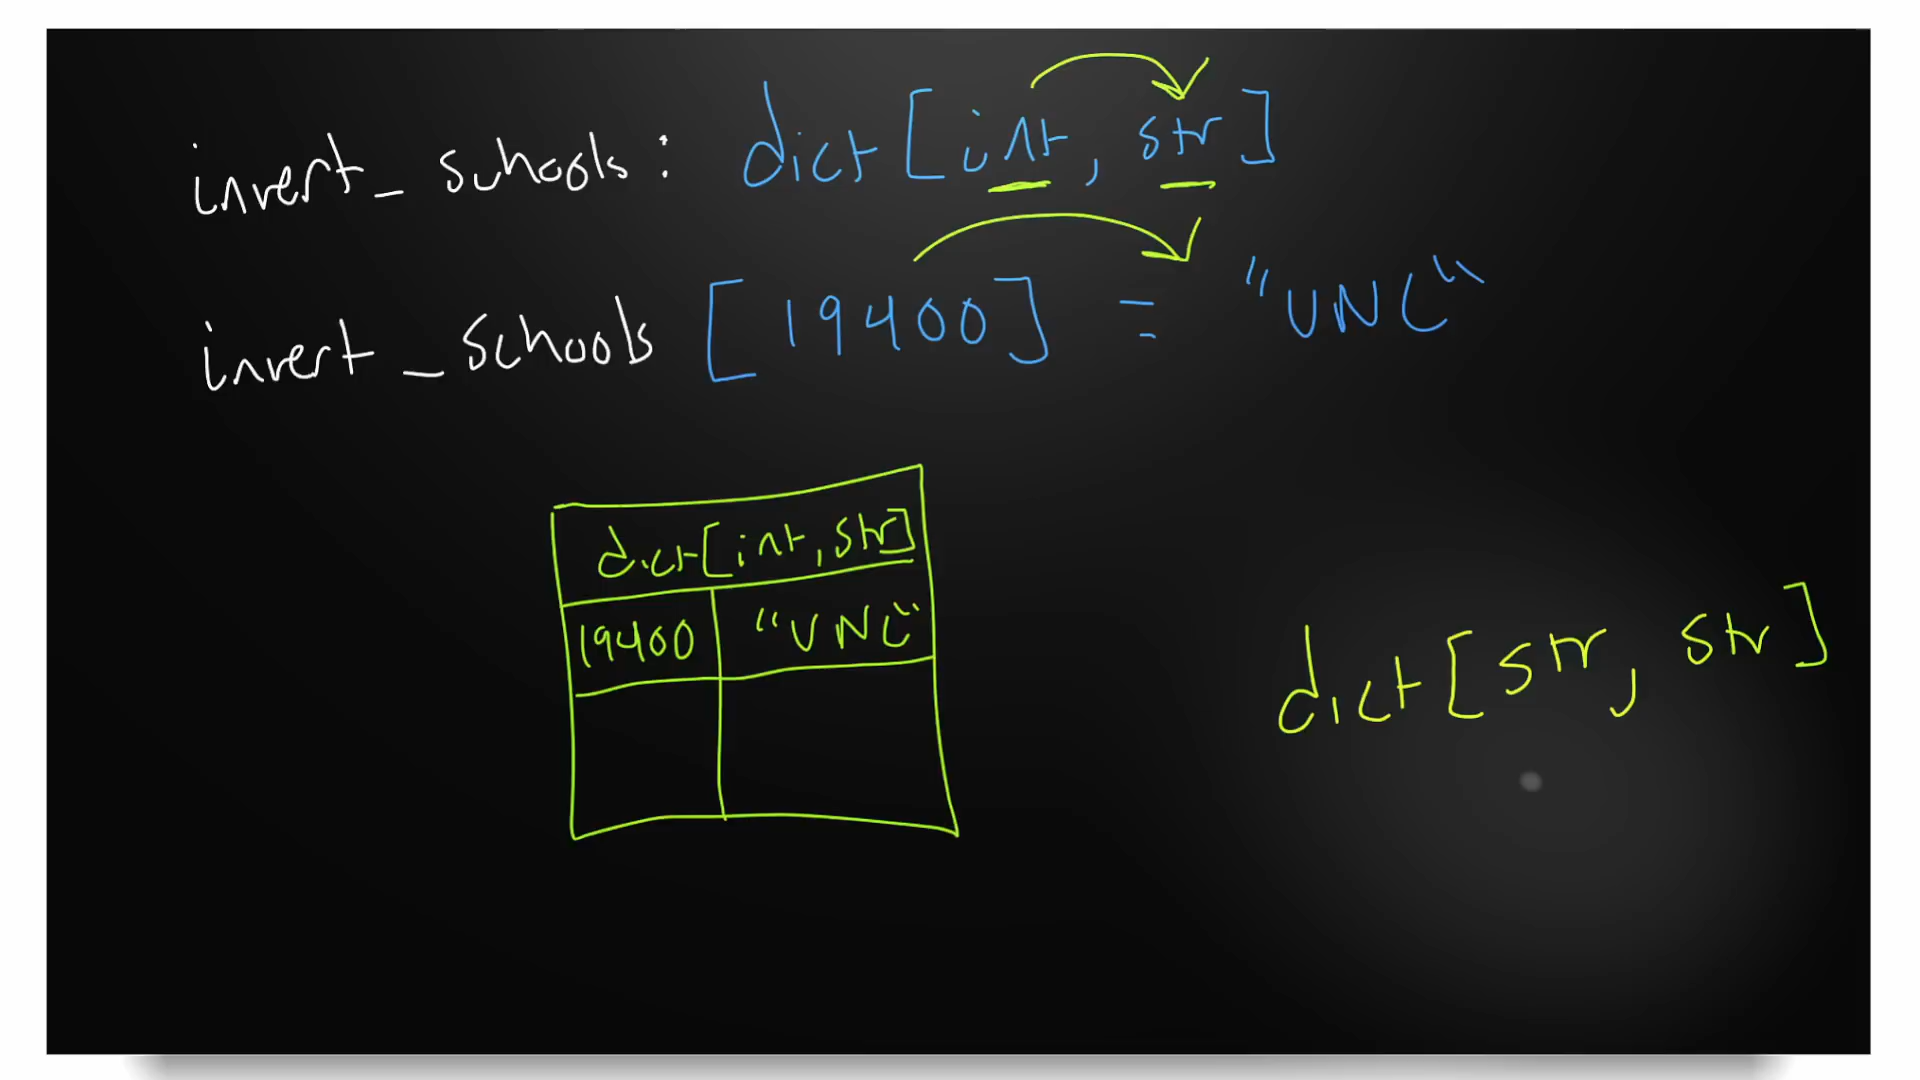 invert_schools: dict[int, str]
invert_schools [19400] = "UNC"
dict[int, str]
19400 "UNC"
dict[str, str]